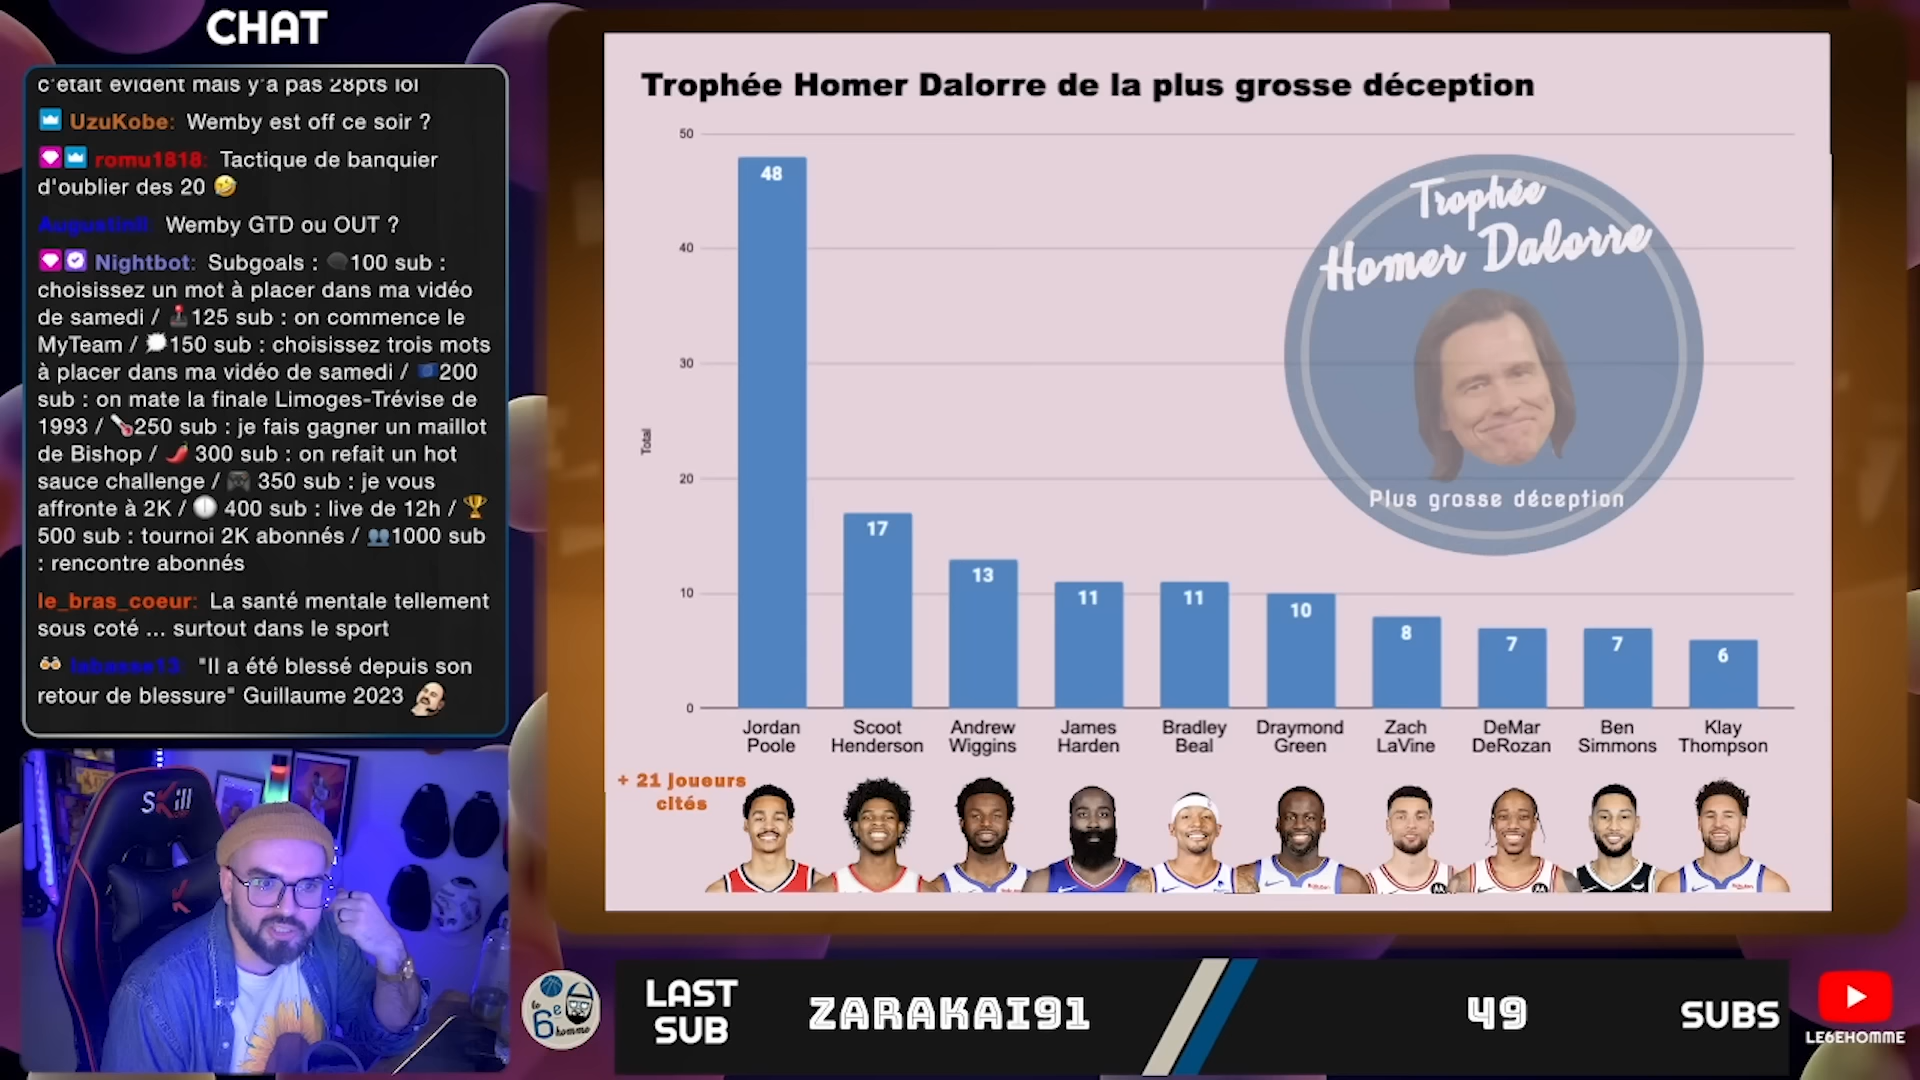 CHAT
c'était évident mais y'a pas 28pts lol
UzuKobe: Wemby est off ce soir ?
romu1818: Tactique de banquier
d'oublier des 20 🤣
Wemby GTD ou OUT ?
Nightbot: Subgoals : 100 sub :
choisissez un mot à placer dans ma vidéo
de samedi / 🕹️125 sub : on commence le
MyTeam / 150 sub : choisissez trois mots
à placer dans ma vidéo de samedi / 🇪🇺200
sub : on mate la finale Limoges-Trévise de
1993 / 250 sub : je fais gagner un maillot
de Bishop / 🌶️ 300 sub : on refait un hot
sauce challenge / 🎮 350 sub : je vous
affronte à 2K / 400 sub : live de 12h / 🏆
500 sub : tournoi 2K abonnés / 👥1000 sub
: rencontre abonnés
le_bras_coeur: La santé mentale tellement
sous coté ... surtout dans le sport
"Il a été blessé depuis son
retour de blessure" Guillaume 2023
SKill
Trophée Homer Dalorre de la plus grosse déception
Total
50
40
30
20
10
0
48
17
13
11
11
10
8
7
7
6
Trophée
Homer Dalorre
Plus grosse déception
Jordan
Poole
Scoot
Henderson
Andrew
Wiggins
James
Harden
Bradley
Beal
Draymond
Green
Zach
LaVine
DeMar
DeRozan
Ben
Simmons
Klay
Thompson
+ 21 joueurs
cités
le
6e
homme
LAST
SUB
ZARAKAI91
49
SUBS
LE6EHOMME